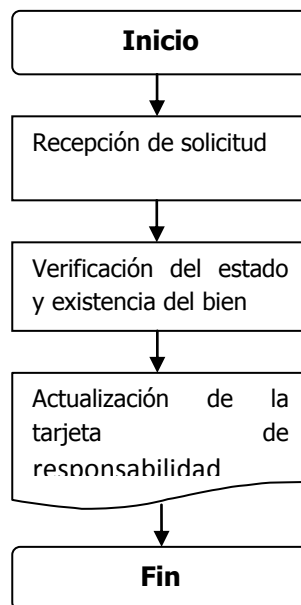 Inicio
Recepción de solicitud
Verificación del estado
y existencia del bien
Actualización de la
tarjeta de
responsabilidad
Fin